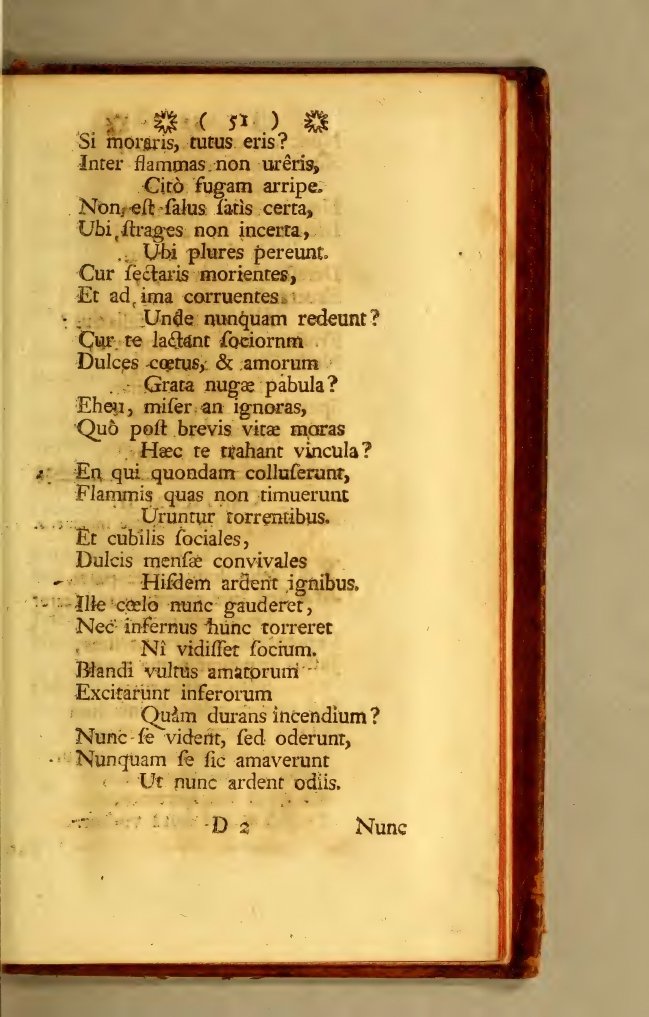 ( 51 )
Si moraris, tutus eris?
Inter flammas non urêris,
Citò fugam arripe.
Non eſt ſalus ſatis certa,
Ubi ſtrages non incerta,
Ubi plures pereunt.
Cur ſectaris morientes,
Et ad ima corruentes
Unde nunquam redeunt?
Cur te lactant ſociornm
Dulces cœtus, & amorum
Grata nugæ pabula?
Eheu, miſer an ignoras,
Quò poſt brevis vitæ moras
Hæc te trahant vincula?
En qui quondam colluſerunt,
Flammis quas non timuerunt
Uruntur torrentibus.
Et cubilis ſociales,
Dulcis menſæ convivales
Hiſdem ardent ignibus.
Ille cœlo nunc gauderet,
Nec infernus hunc torreret
Nî vidiſſet ſocium.
Blandi vultus amatorum
Excitarunt inferorum
Quàm durans incendium?
Nunc ſe vident, ſed oderunt,
Nunquam ſe ſic amaverunt
Ut nunc ardent odiis.
D 2 Nunc